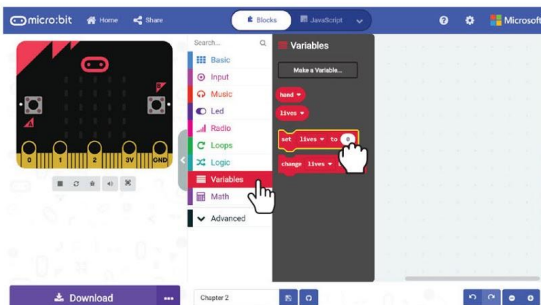 micro:bit Home Share Blocks JavaScript Microsoft
Search...
Basic
Input
Music
Led
Radio
Loops
Logic
Variables
Math
Advanced
Variables
Make a Variable...
hand
lives
set lives to 0
change lives
0 1 2 3V GND
Download
Chapter 2